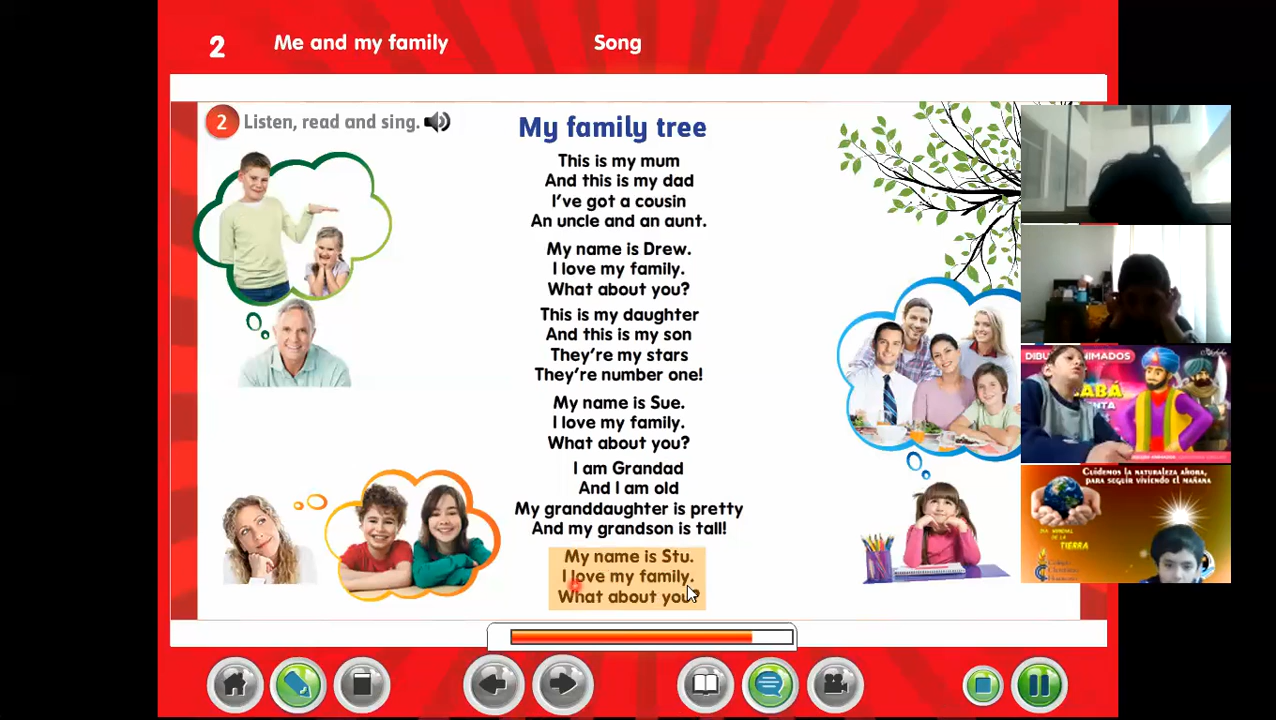 2 Me and my family Song
2 Listen, read and sing.
My family tree
This is my mum
And this is my dad
I've got a cousin
An uncle and an aunt.
My name is Drew.
I love my family.
What about you?
This is my daughter
And this is my son
They're my stars
They're number one!
My name is Sue.
I love my family.
What about you?
I am Grandad
And I am old
My granddaughter is pretty
And my grandson is tall!
My name is Stu.
I love my family.
What about you?
DIBUJOS ANIMADOS
Cuidemos la naturaleza ahora,
para seguir viviendo el mañana
DIA MUNDIAL
DE LA
TIERRA